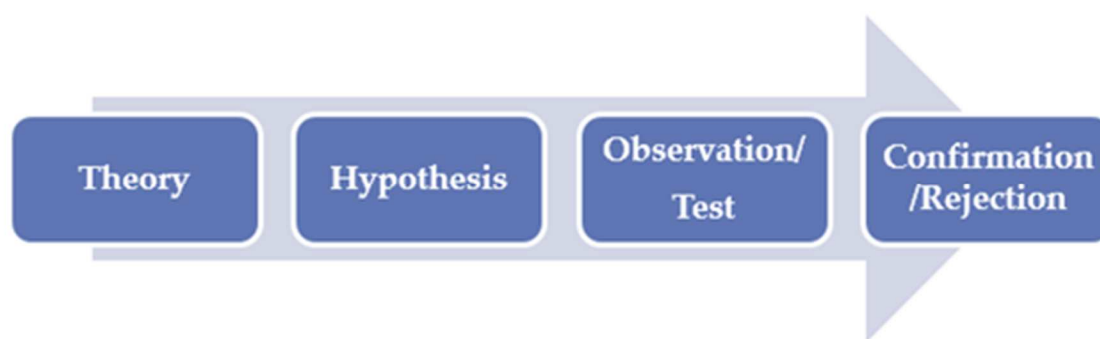 Theory
Hypothesis
Observation/
Test
Confirmation
/Rejection